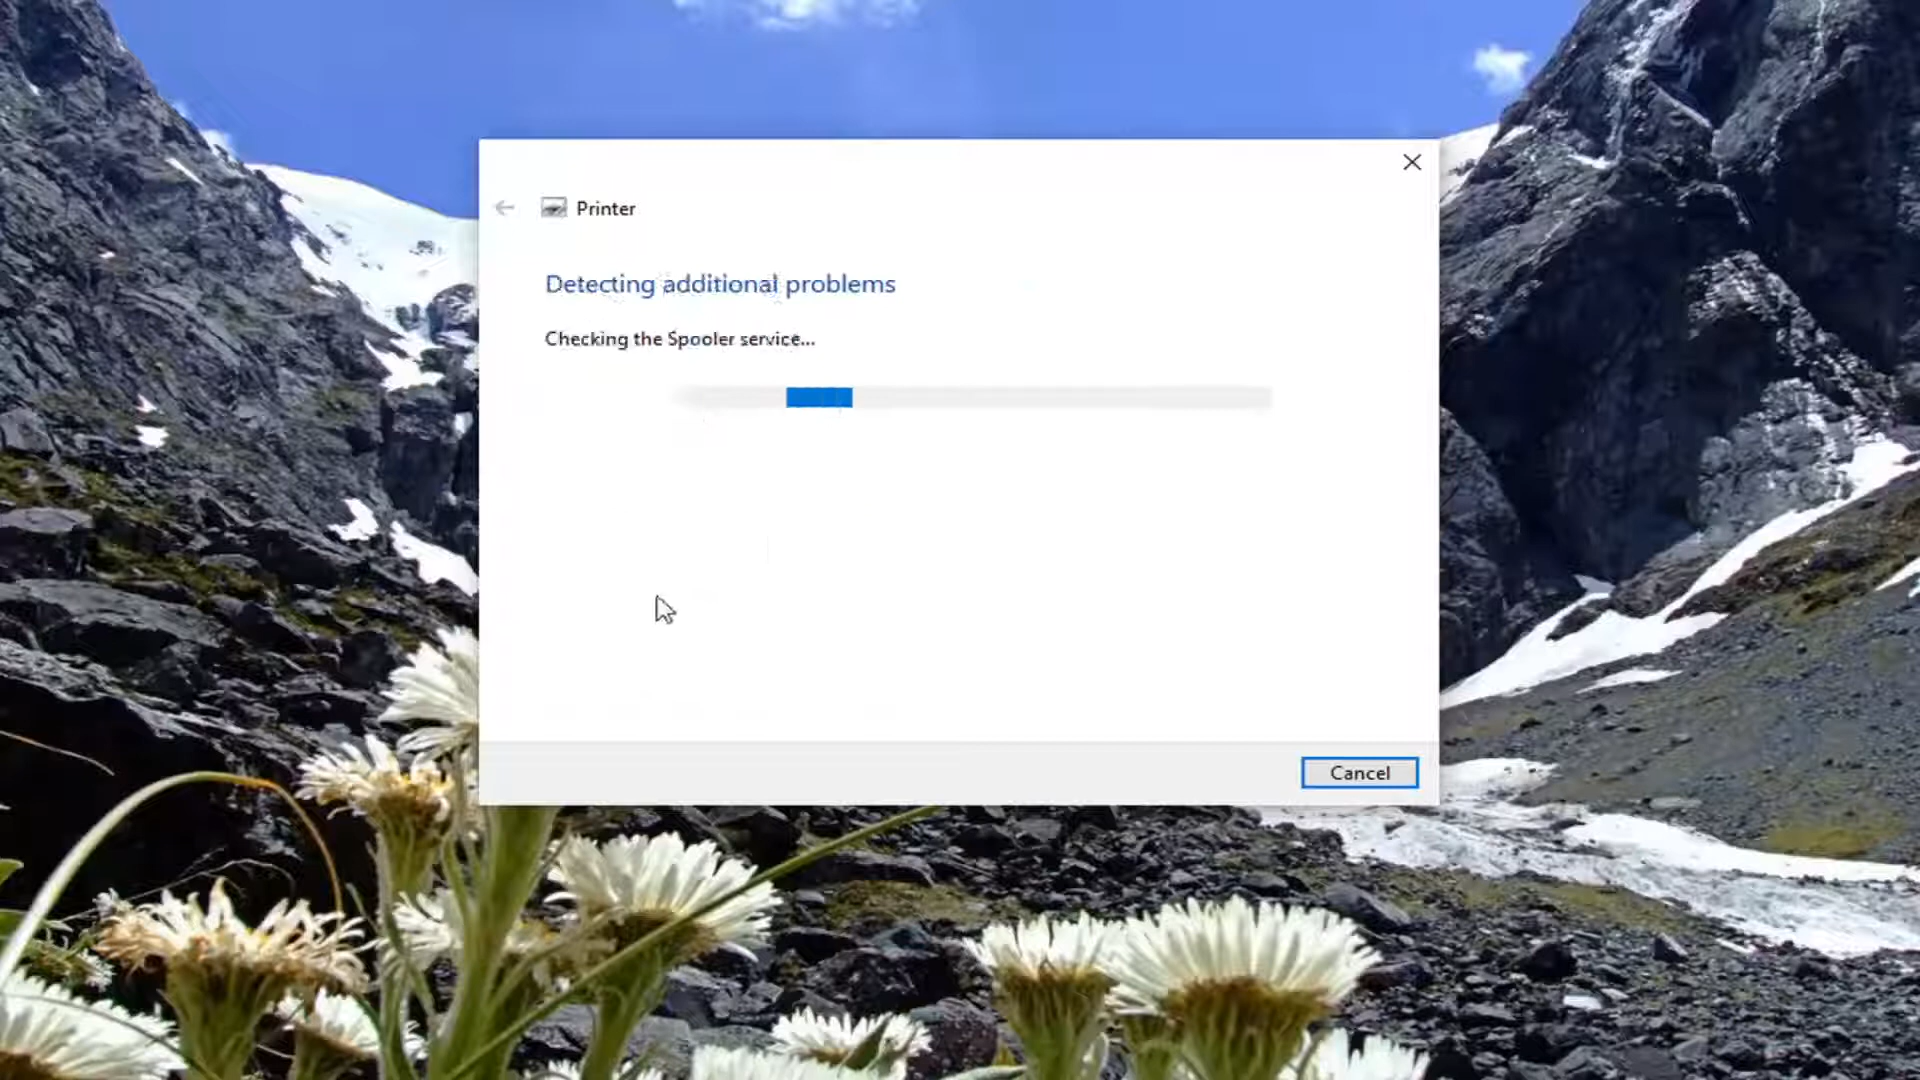 Printer
Detecting additional problems
Checking the Spooler service...
Cancel